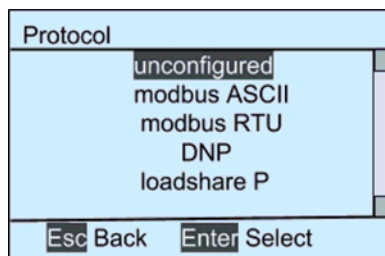 Protocol
unconfigured
modbus ASCII
modbus RTU
DNP
loadshare P
Esc Back Enter Select